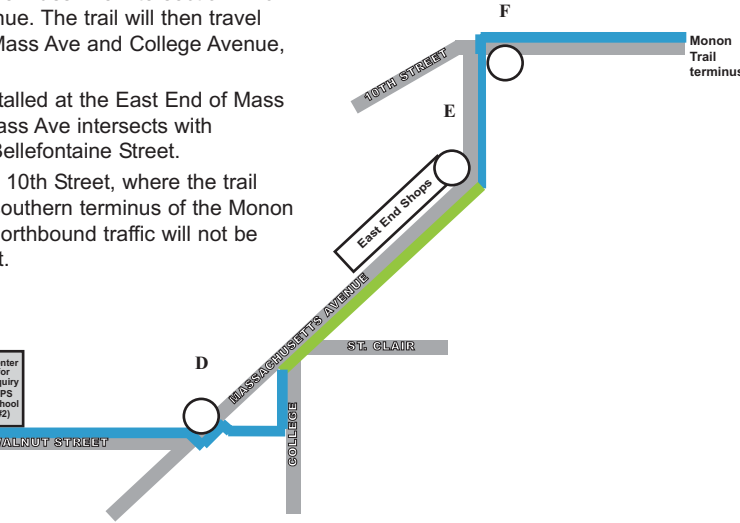 nue. The trail will then travel
Mass Ave and College Avenue,
talled at the East End of Mass
ass Ave intersects with
Bellefontaine Street.
10th Street, where the trail
outhern terminus of the Monon
orthbound traffic will not be
t.
F
Monon
Trail
terminus
10TH STREET
E
East End Shops
MASSACHUSETTS AVENUE
ST. CLAIR
D
COLLEGE
nter
for
quiry
PS
chool
2)
WALNUT STREET